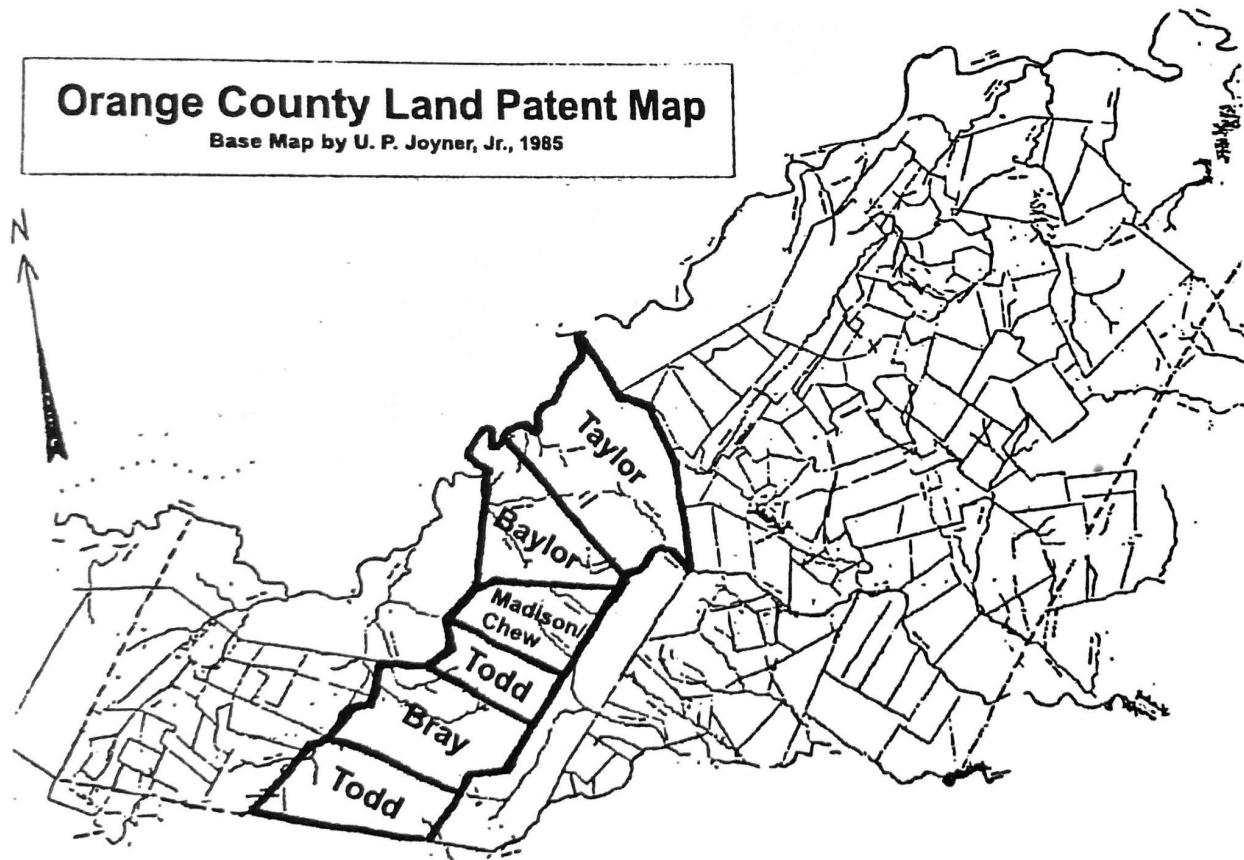 Orange County Land Patent Map
Base Map by U. P. Joyner, Jr., 1985
N
Taylor
Baylor
Madison/
Chew
Todd
Bray
Todd